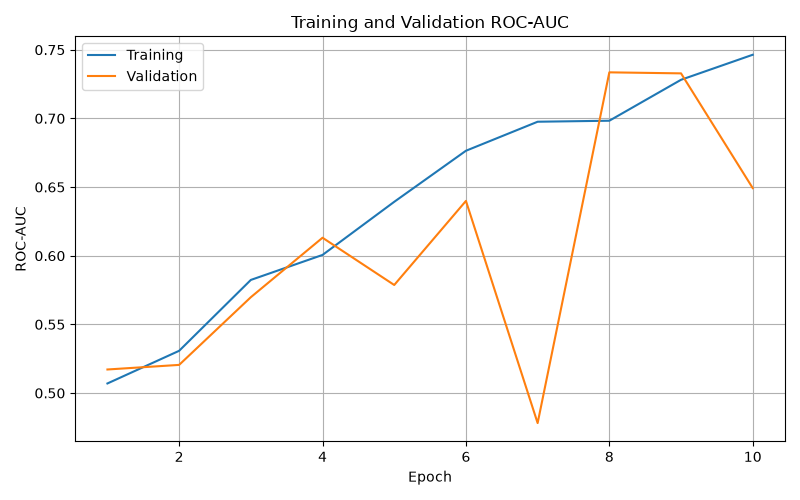 Training and Validation ROC-AUC
Training
Validation
0.75
0.70
0.65
0.60
0.55
0.50
ROC-AUC
2 4 6 8 10
Epoch